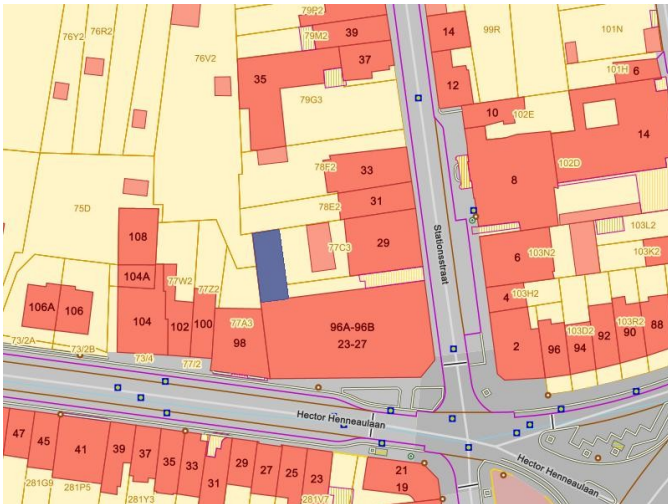 79P2
76R2
76Y2
79M2
39
14
99R
101N
76V2
37
35
101H
6
12
79G3
10
102E
14
78F2
33
102D
8
31
78E2
75D
108
29
77C3
103L2
6
103N2
103K2
104A
77W2
77Z2
4
103H2
Stationsstraat
106A
106
104
102
100
77A3
98
96A-96B
23-27
2
96
103D2
94
92
103R2
90
88
73/2A
73/2B
73/4
77/2
Hector Henneaulaan
Hector Henneaulaan
47
45
41
39
37
35
33
31
29
27
25
23
21
19
281G9
281P5
281Y3
281V7